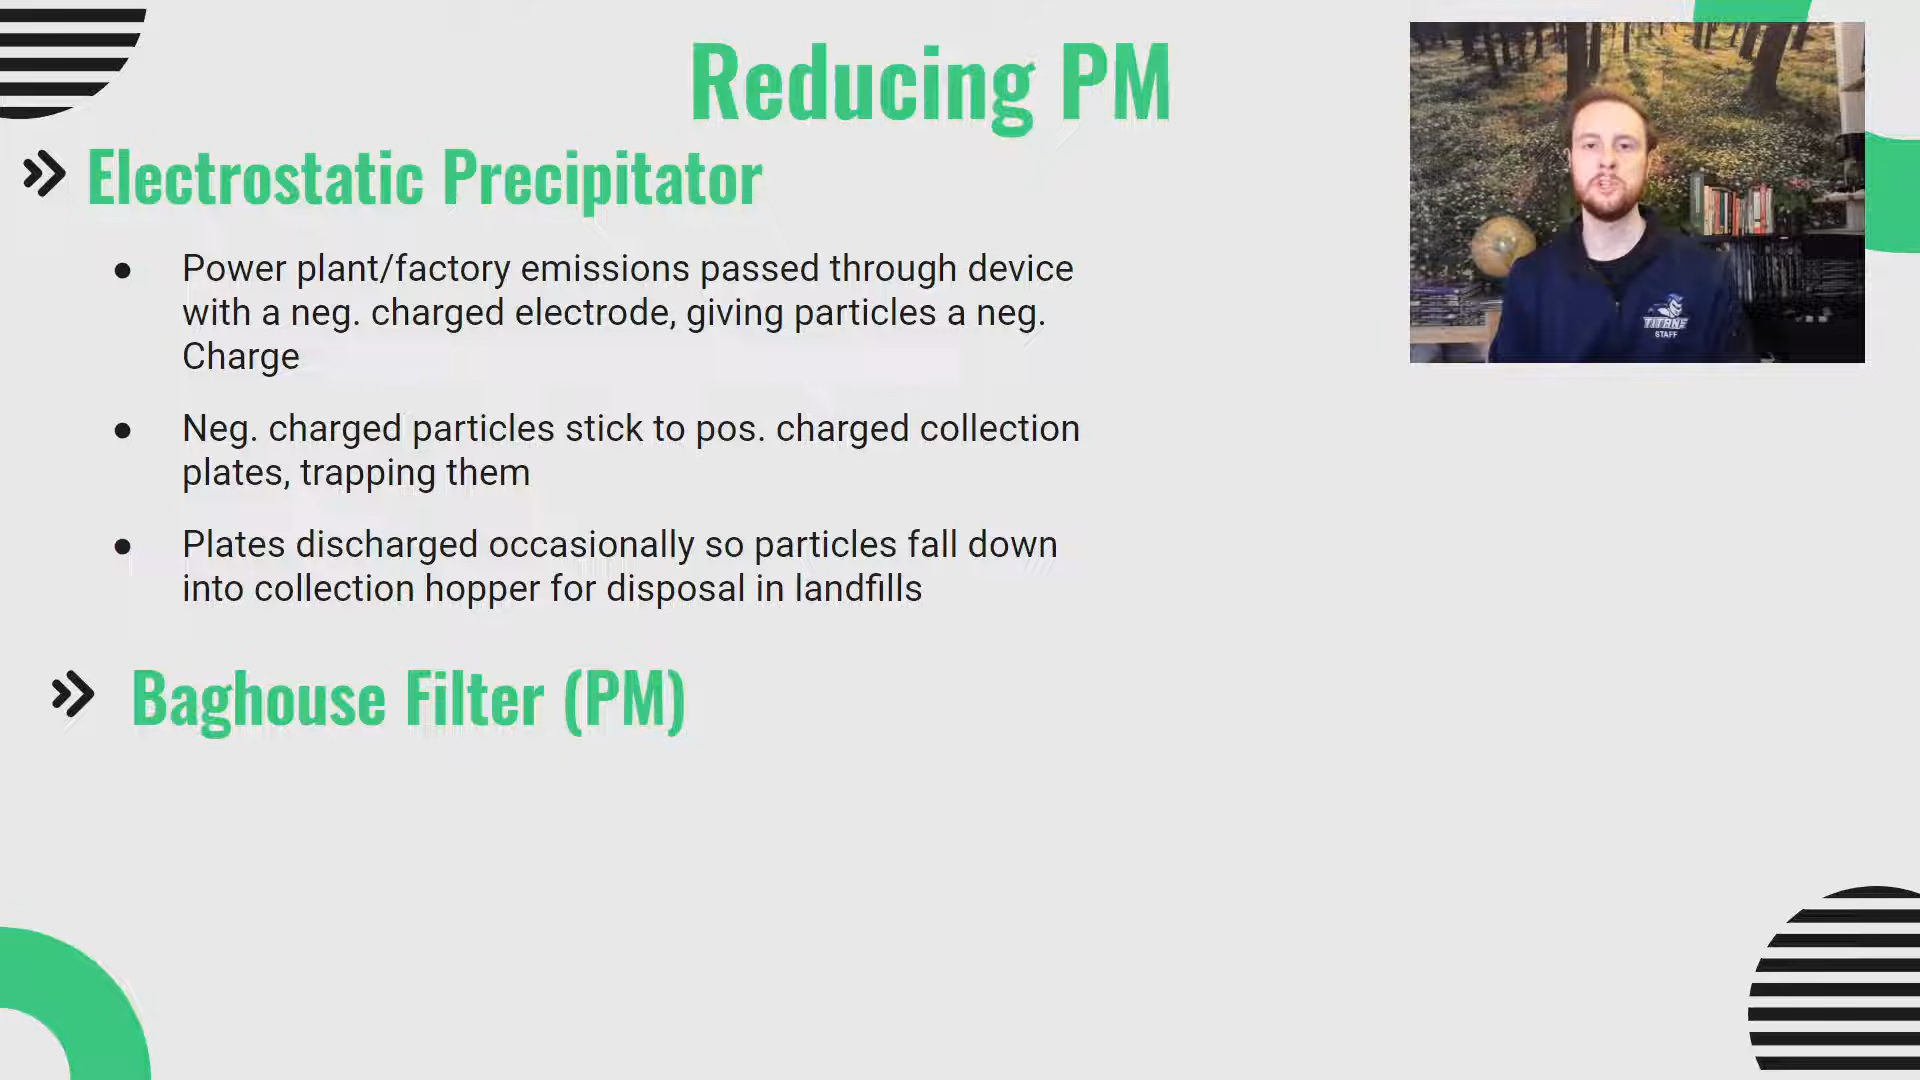 Reducing PM
Electrostatic Precipitator
● Power plant/factory emissions passed through device
with a neg. charged electrode, giving particles a neg.
Charge
● Neg. charged particles stick to pos. charged collection
plates, trapping them
● Plates discharged occasionally so particles fall down
into collection hopper for disposal in landfills
Baghouse Filter (PM)
TITANS
STAFF